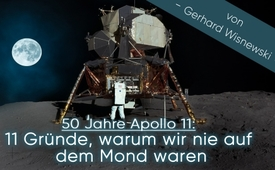 von
– Gerhard Wisnewski
50 Jahre Apollo 11:
11 Gründe, warum wir nie auf
dem Mond waren